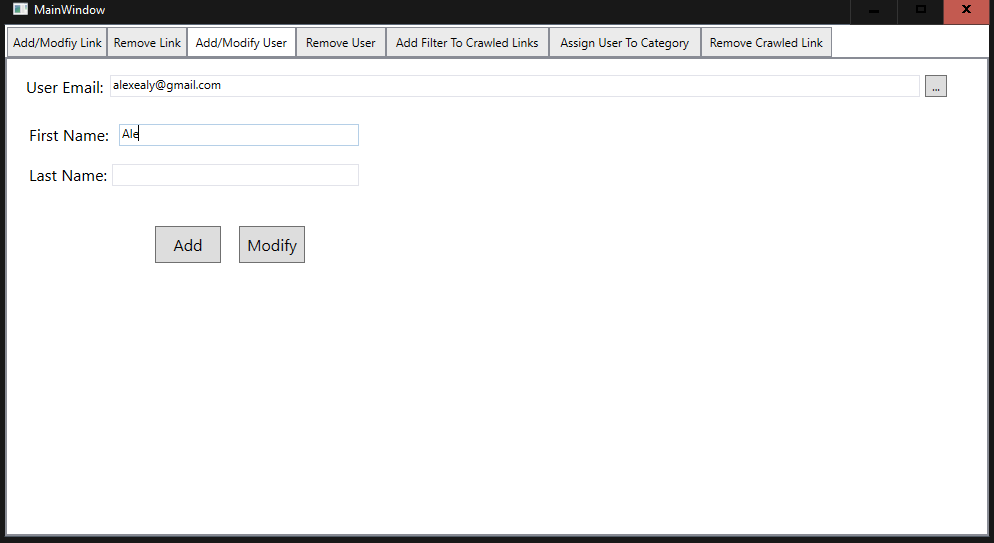 MainWindow
Add/Modfiy Link Remove Link Add/Modify User Remove User Add Filter To Crawled Links Assign User To Category Remove Crawled Link
User Email: alexealy@gmail.com ...
First Name: Ale
Last Name:
Add Modify